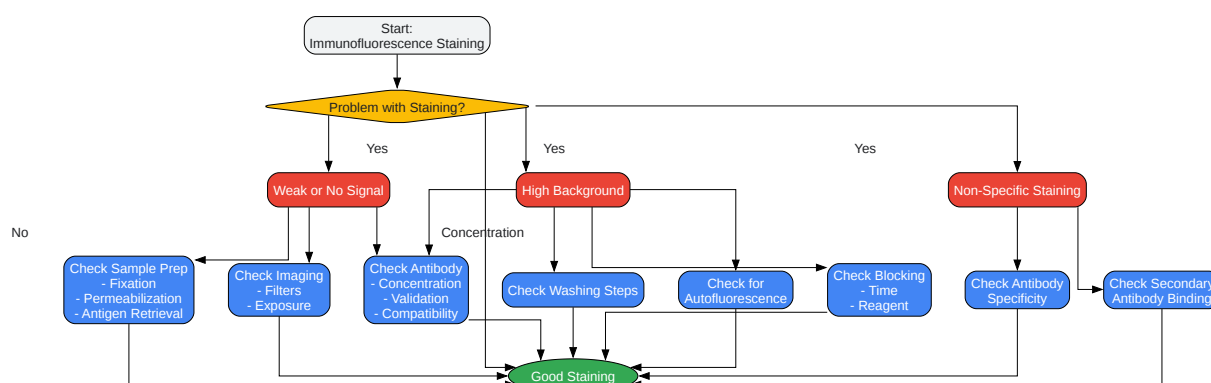 Start:
Immunofluorescence Staining
Problem with Staining?
Yes
Yes
Yes
Weak or No Signal
High Background
Non-Specific Staining
No
Concentration
Check Sample Prep
- Fixation
- Permeabilization
- Antigen Retrieval
Check Imaging
- Filters
- Exposure
Check Antibody
- Concentration
- Validation
- Compatibility
Check Washing Steps
Check for
Autofluorescence
Check Blocking
- Time
- Reagent
Check Antibody
Specificity
Check Secondary
Antibody Binding
Good Staining